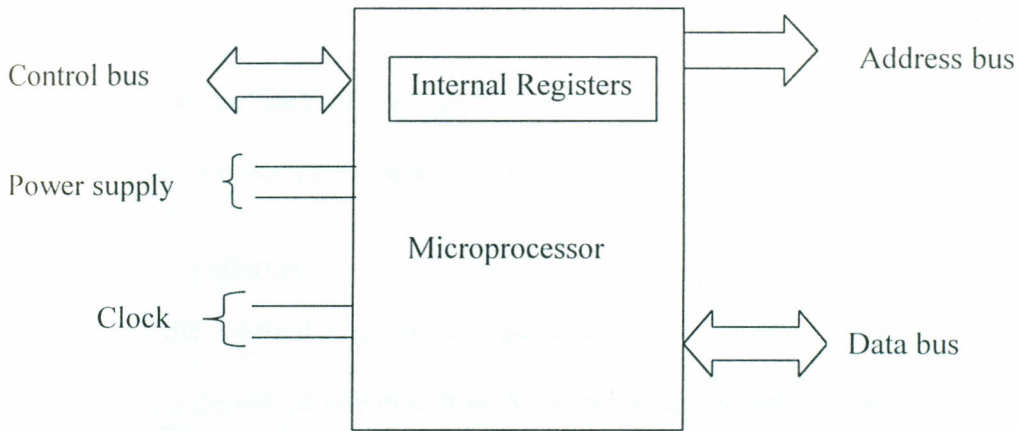 Control bus
Internal Registers
Address bus
Power supply
Microprocessor
Clock
Data bus